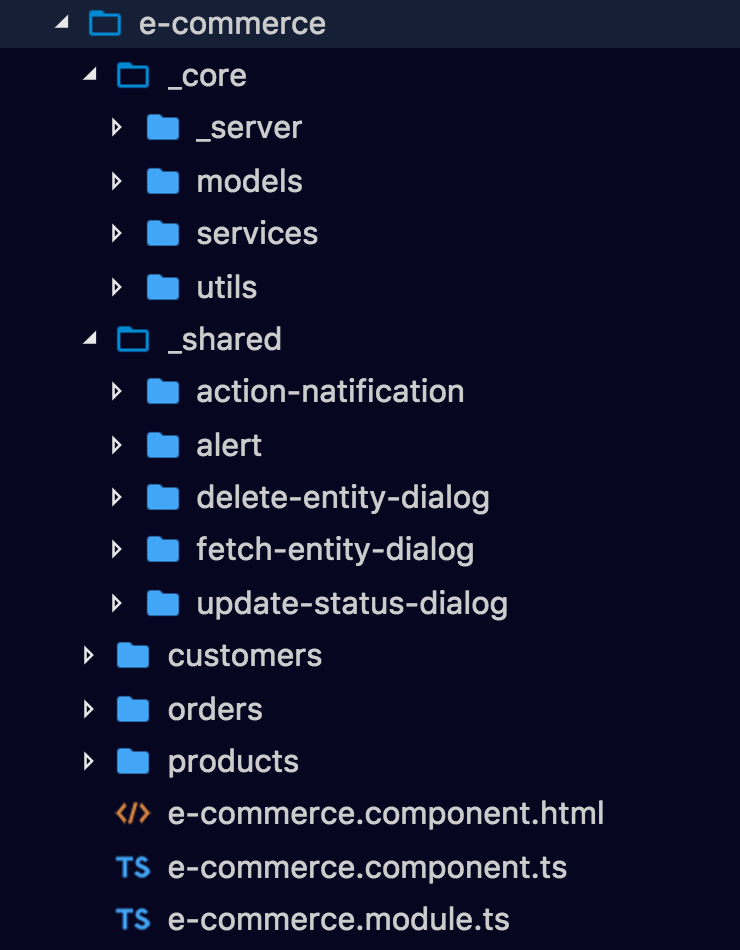 e-commerce
_core
_server
models
services
utils
_shared
action-natification
alert
delete-entity-dialog
fetch-entity-dialog
update-status-dialog
customers
orders
products
</> e-commerce.component.html
TS e-commerce.component.ts
TS e-commerce.module.ts